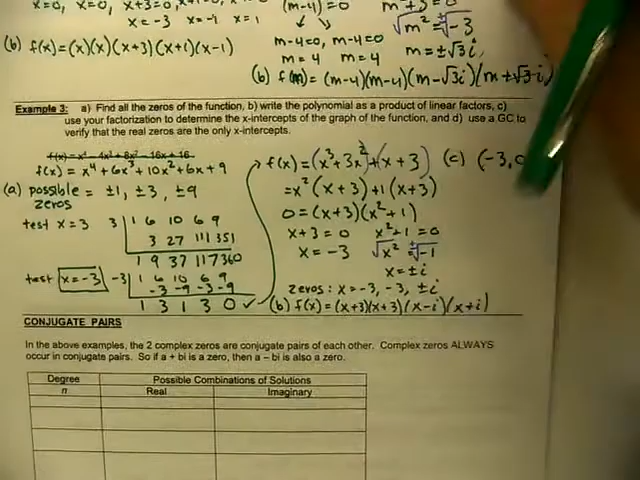 x=0, x=0, x+3=0,
x=-3 x=-1 x=1
(b) f(x)=(x)(x)(x+3)(x+1)(x-1)
(m-4)=0
m-4=0, m-4=0
m=4 m=4
√m²=√-3
m=±√3i
(b) f(m)=(m-4)(m-4)(m-√3i)(m+√3i)
Example 3: a) Find all the zeros of the function, b) write the polynomial as a product of linear factors, c)
use your factorization to determine the x-intercepts of the graph of the function, and d) use a GC to
verify that the real zeros are the only x-intercepts.
f(x) = x⁴ + 6x³ + 10x² + 6x + 9
(a) possible zeros = ±1, ±3, ±9
test x=3 3| 1 6 10 6 9
3 27 111 351
1 9 37 117 360
test x=-3 -3| 1 6 10 6 9
-3 -9 -3 -9
1 3 1 3 0 ✓
f(x)=(x³+3x²)+(x+3)
=x²(x+3)+1(x+3)
0=(x+3)(x²+1)
x+3=0 x²+1=0
x=-3 √x²=√-1
x=±i
zeros: x=-3, -3, ±i
(b) f(x)=(x+3)(x+3)(x-i)(x+i)
(c) (-3,0
CONJUGATE PAIRS
In the above examples, the 2 complex zeros are conjugate pairs of each other. Complex zeros ALWAYS
occur in conjugate pairs. So if a + bi is a zero, then a – bi is also a zero.
Degree Possible Combinations of Solutions
n Real Imaginary